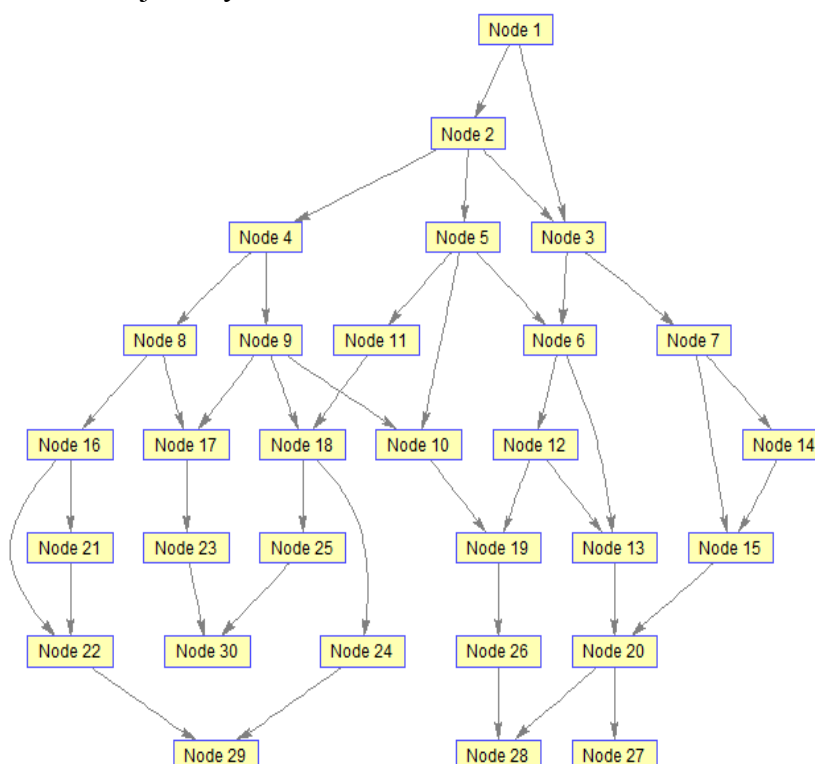 Node 1
Node 2
Node 4
Node 5
Node 3
Node 8
Node 9
Node 11
Node 6
Node 7
Node 16
Node 17
Node 18
Node 10
Node 12
Node 14
Node 21
Node 23
Node 25
Node 19
Node 13
Node 15
Node 22
Node 30
Node 24
Node 26
Node 20
Node 29
Node 28
Node 27